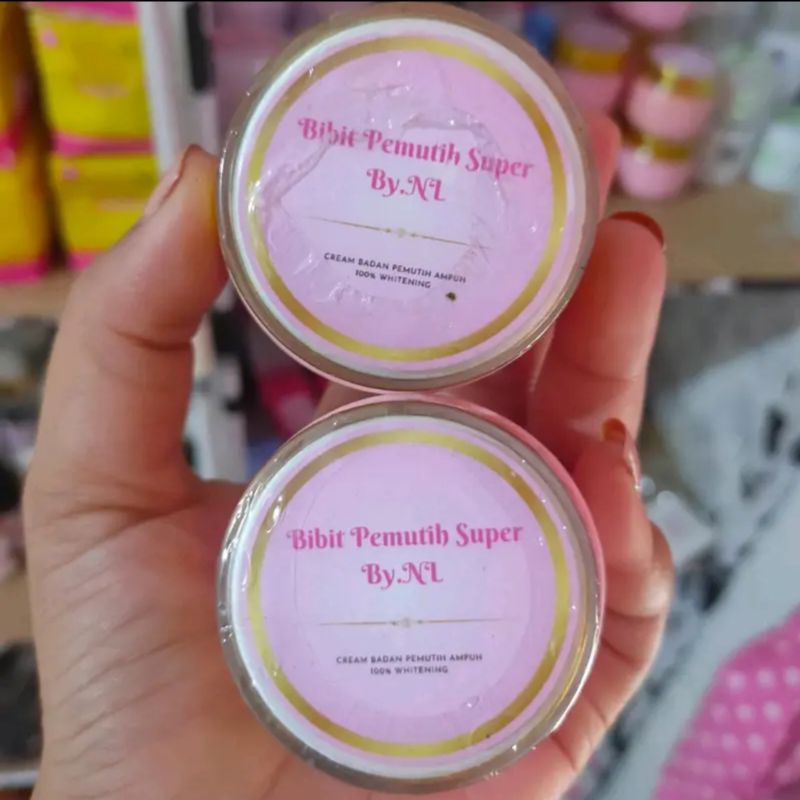 Bibit Pemutih Super
By.NL
CREAM BADAN PEMUTIH AMPUH
100% WHITENING
Bibit Pemutih Super
By.NL
CREAM BADAN PEMUTIH AMPUH
100% WHITENING